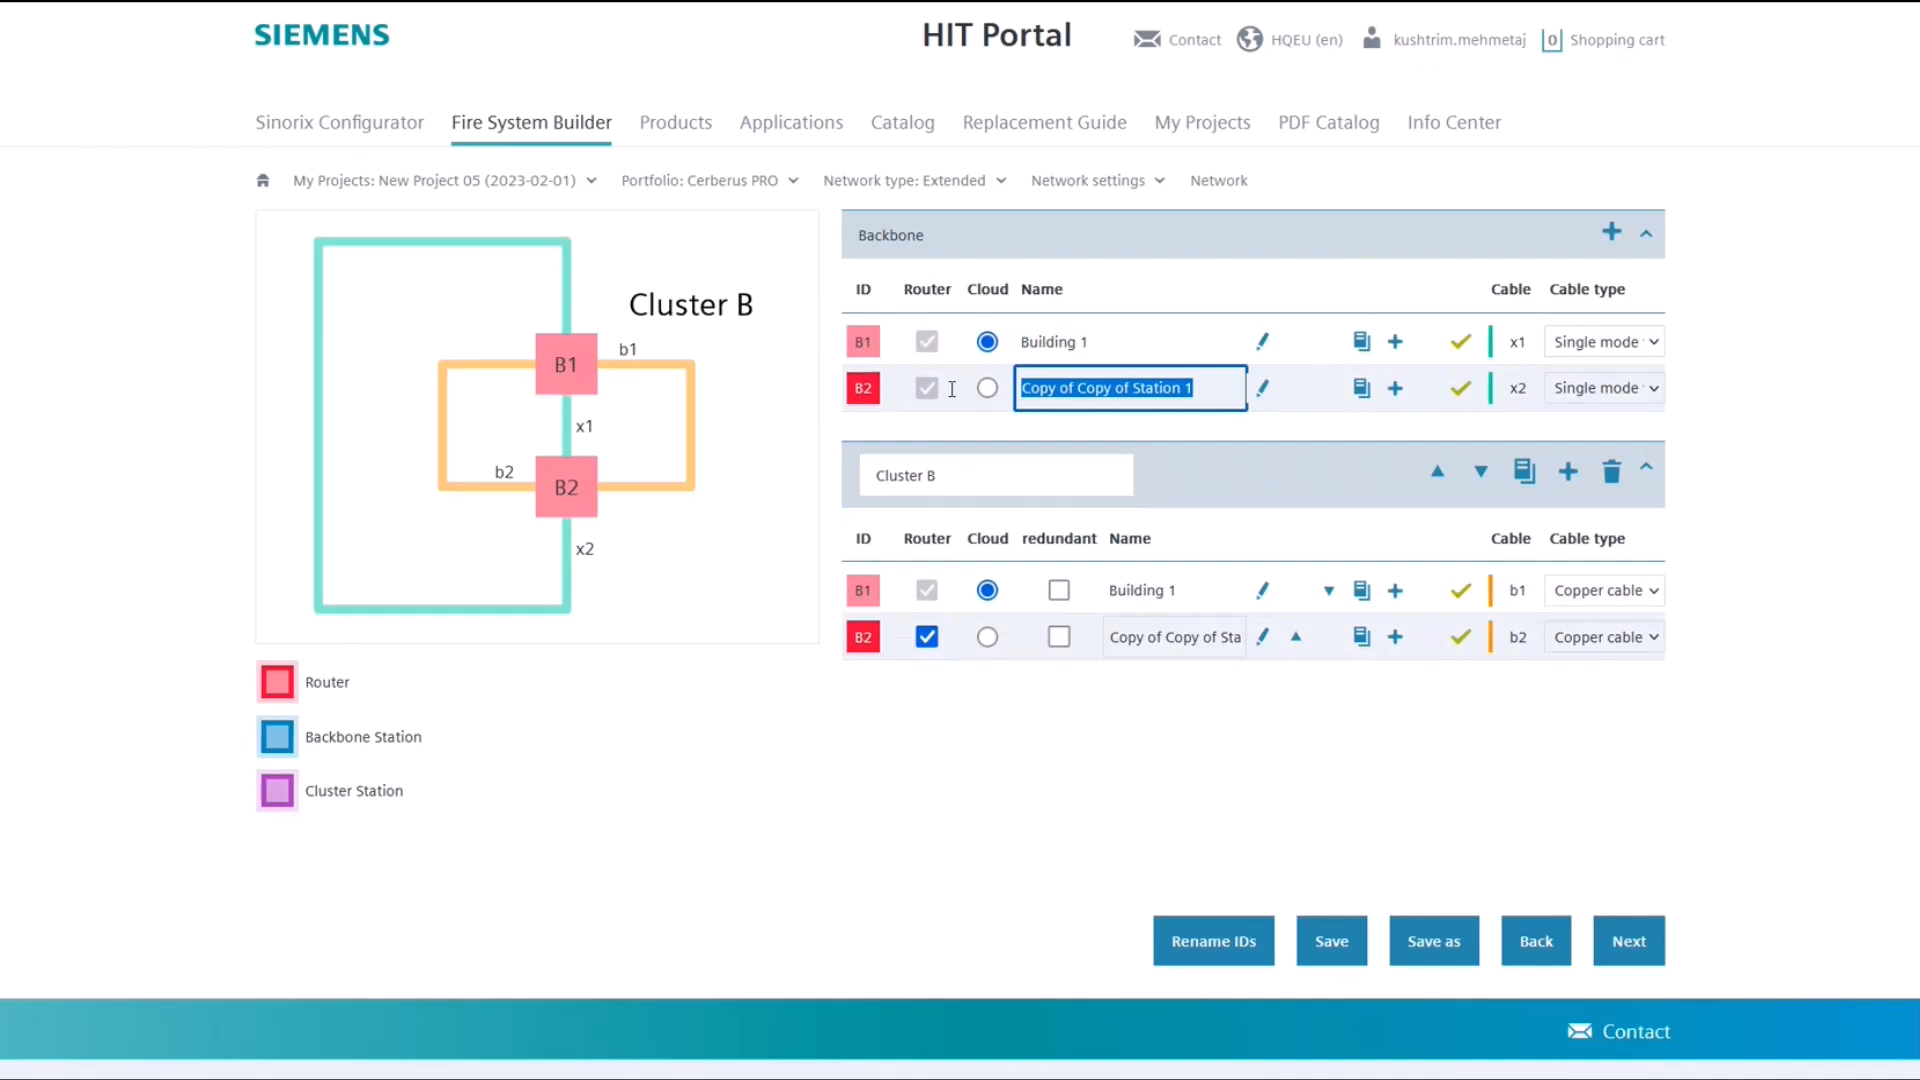 SIEMENS
HIT Portal
Contact
HQEU (en)
kushtrim.mehmetaj
0
Shopping cart
Sinorix Configurator
Fire System Builder
Products
Applications
Catalog
Replacement Guide
My Projects
PDF Catalog
Info Center
My Projects: New Project 05 (2023-02-01)
Portfolio: Cerberus PRO
Network type: Extended
Network settings
Network
Cluster B
b1
B1
x1
b2
B2
x2
Router
Backbone Station
Cluster Station
Backbone
ID Router Cloud Name Cable Cable type
B1 Building 1 x1 Single mode
B2 Copy of Copy of Station 1 x2 Single mode
Cluster B
ID Router Cloud redundant Name Cable Cable type
B1 Building 1 b1 Copper cable
B2 Copy of Copy of Sta b2 Copper cable
Rename IDs
Save
Save as
Back
Next
Contact